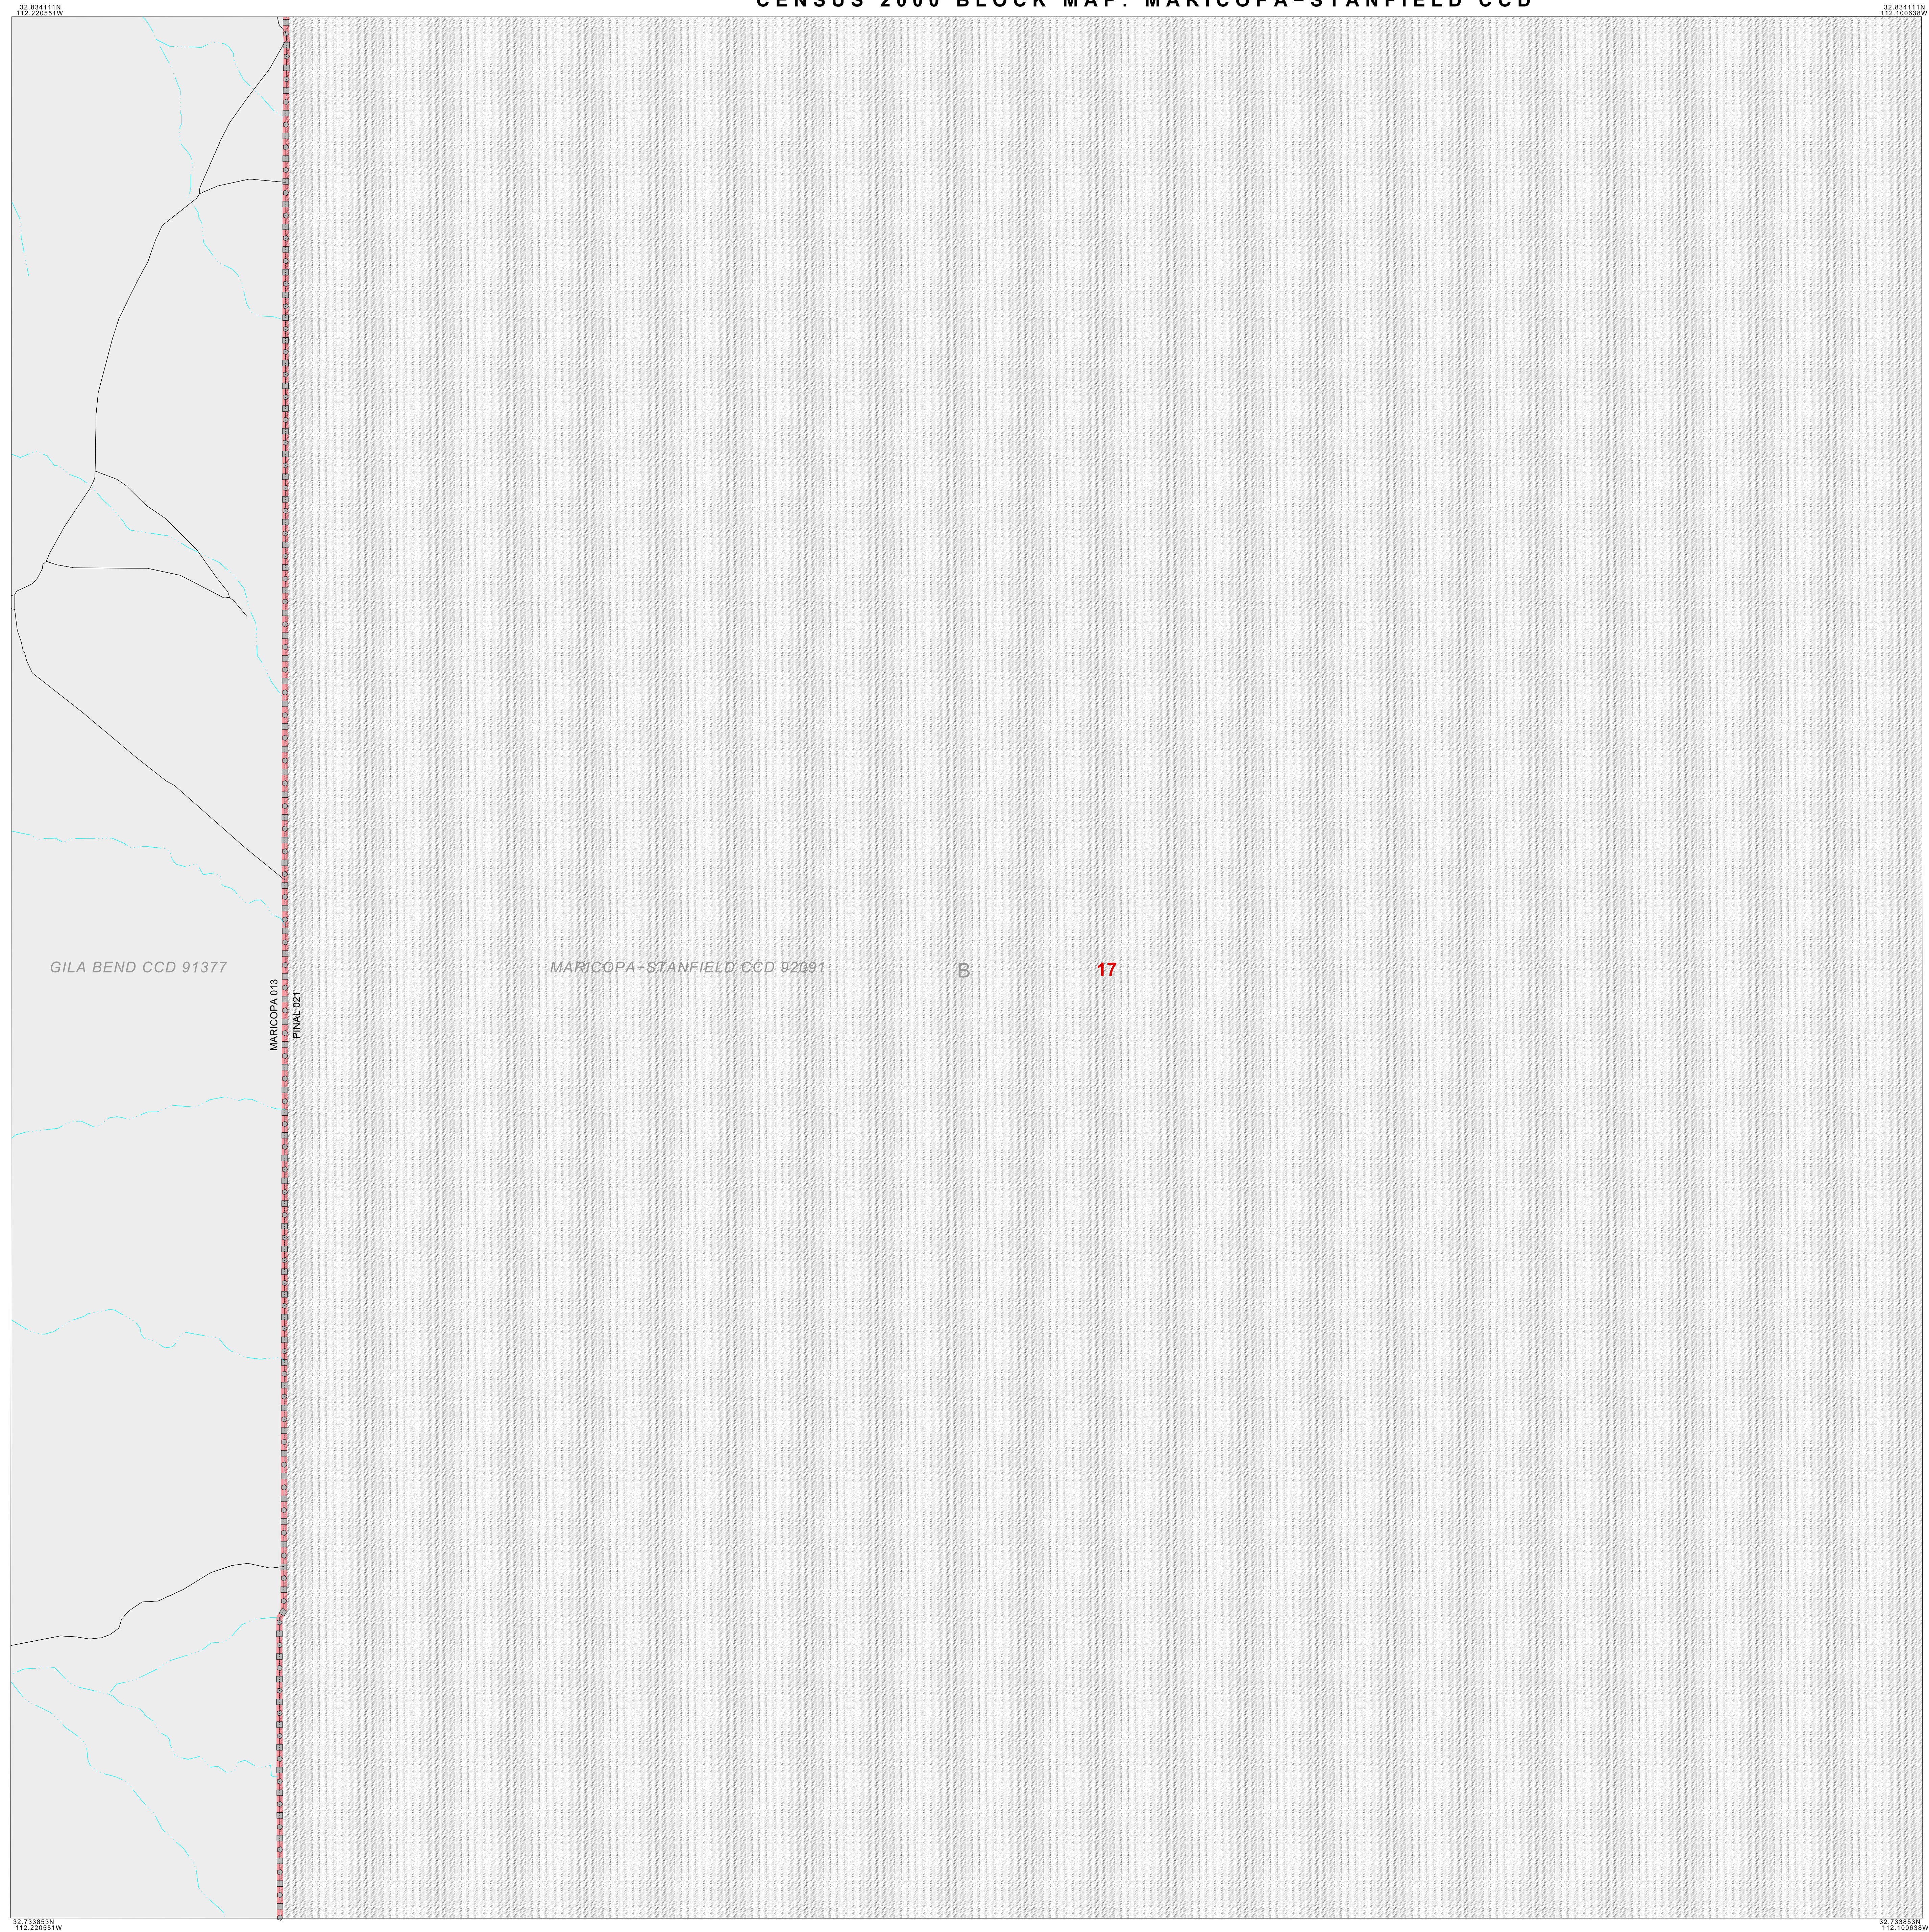 CENSUS 2000 BLOCK MAP: MARICOPA−STANFIELD CCD
32.834111N
112.220551W
32.834111N
112.100638W
GILA BEND CCD 91377
MARICOPA−STANFIELD CCD 92091
B
17
MARICOPA 013
PINAL 021
32.733853N
112.220551W
32.733853N
112.100638W